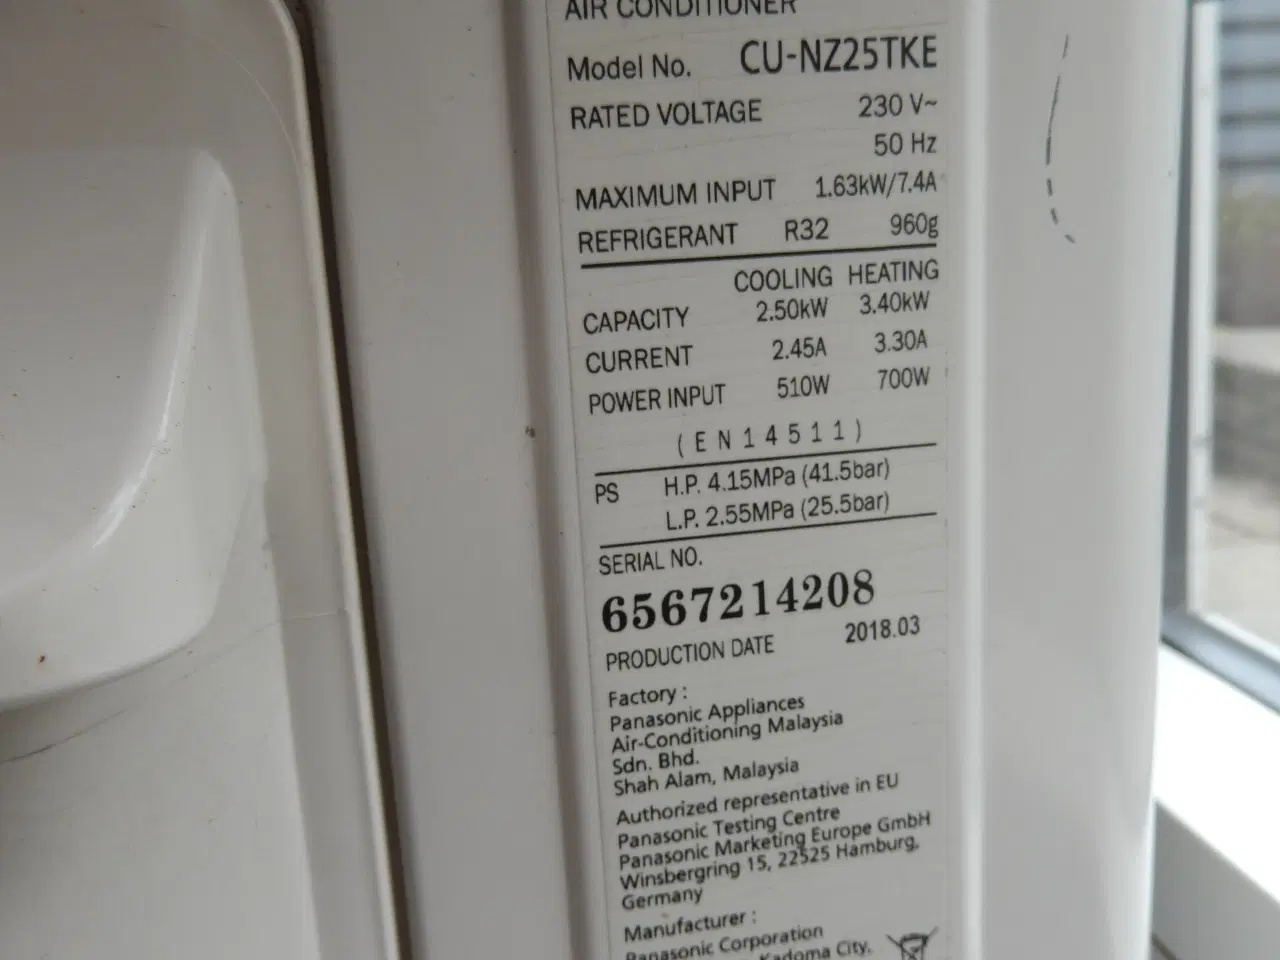 AIR CONDITIONER
Model No. CU-NZ25TKE
RATED VOLTAGE 230 V~
50 Hz
MAXIMUM INPUT 1.63kW/7.4A
REFRIGERANT R32 960g
COOLING HEATING
CAPACITY 2.50kW 3.40kW
CURRENT 2.45A 3.30A
POWER INPUT 510W 700W
(EN14511)
PS H.P. 4.15MPa (41.5bar)
L.P. 2.55MPa (25.5bar)
SERIAL NO.
6567214208
PRODUCTION DATE 2018.03
Factory :
Panasonic Appliances
Air-Conditioning Malaysia
Sdn. Bhd.
Shah Alam, Malaysia
Authorized representative in EU
Panasonic Testing Centre
Panasonic Marketing Europe GmbH
Winsbergring 15, 22525 Hamburg,
Germany
Manufacturer :
Panasonic Corporation
Kadoma City,